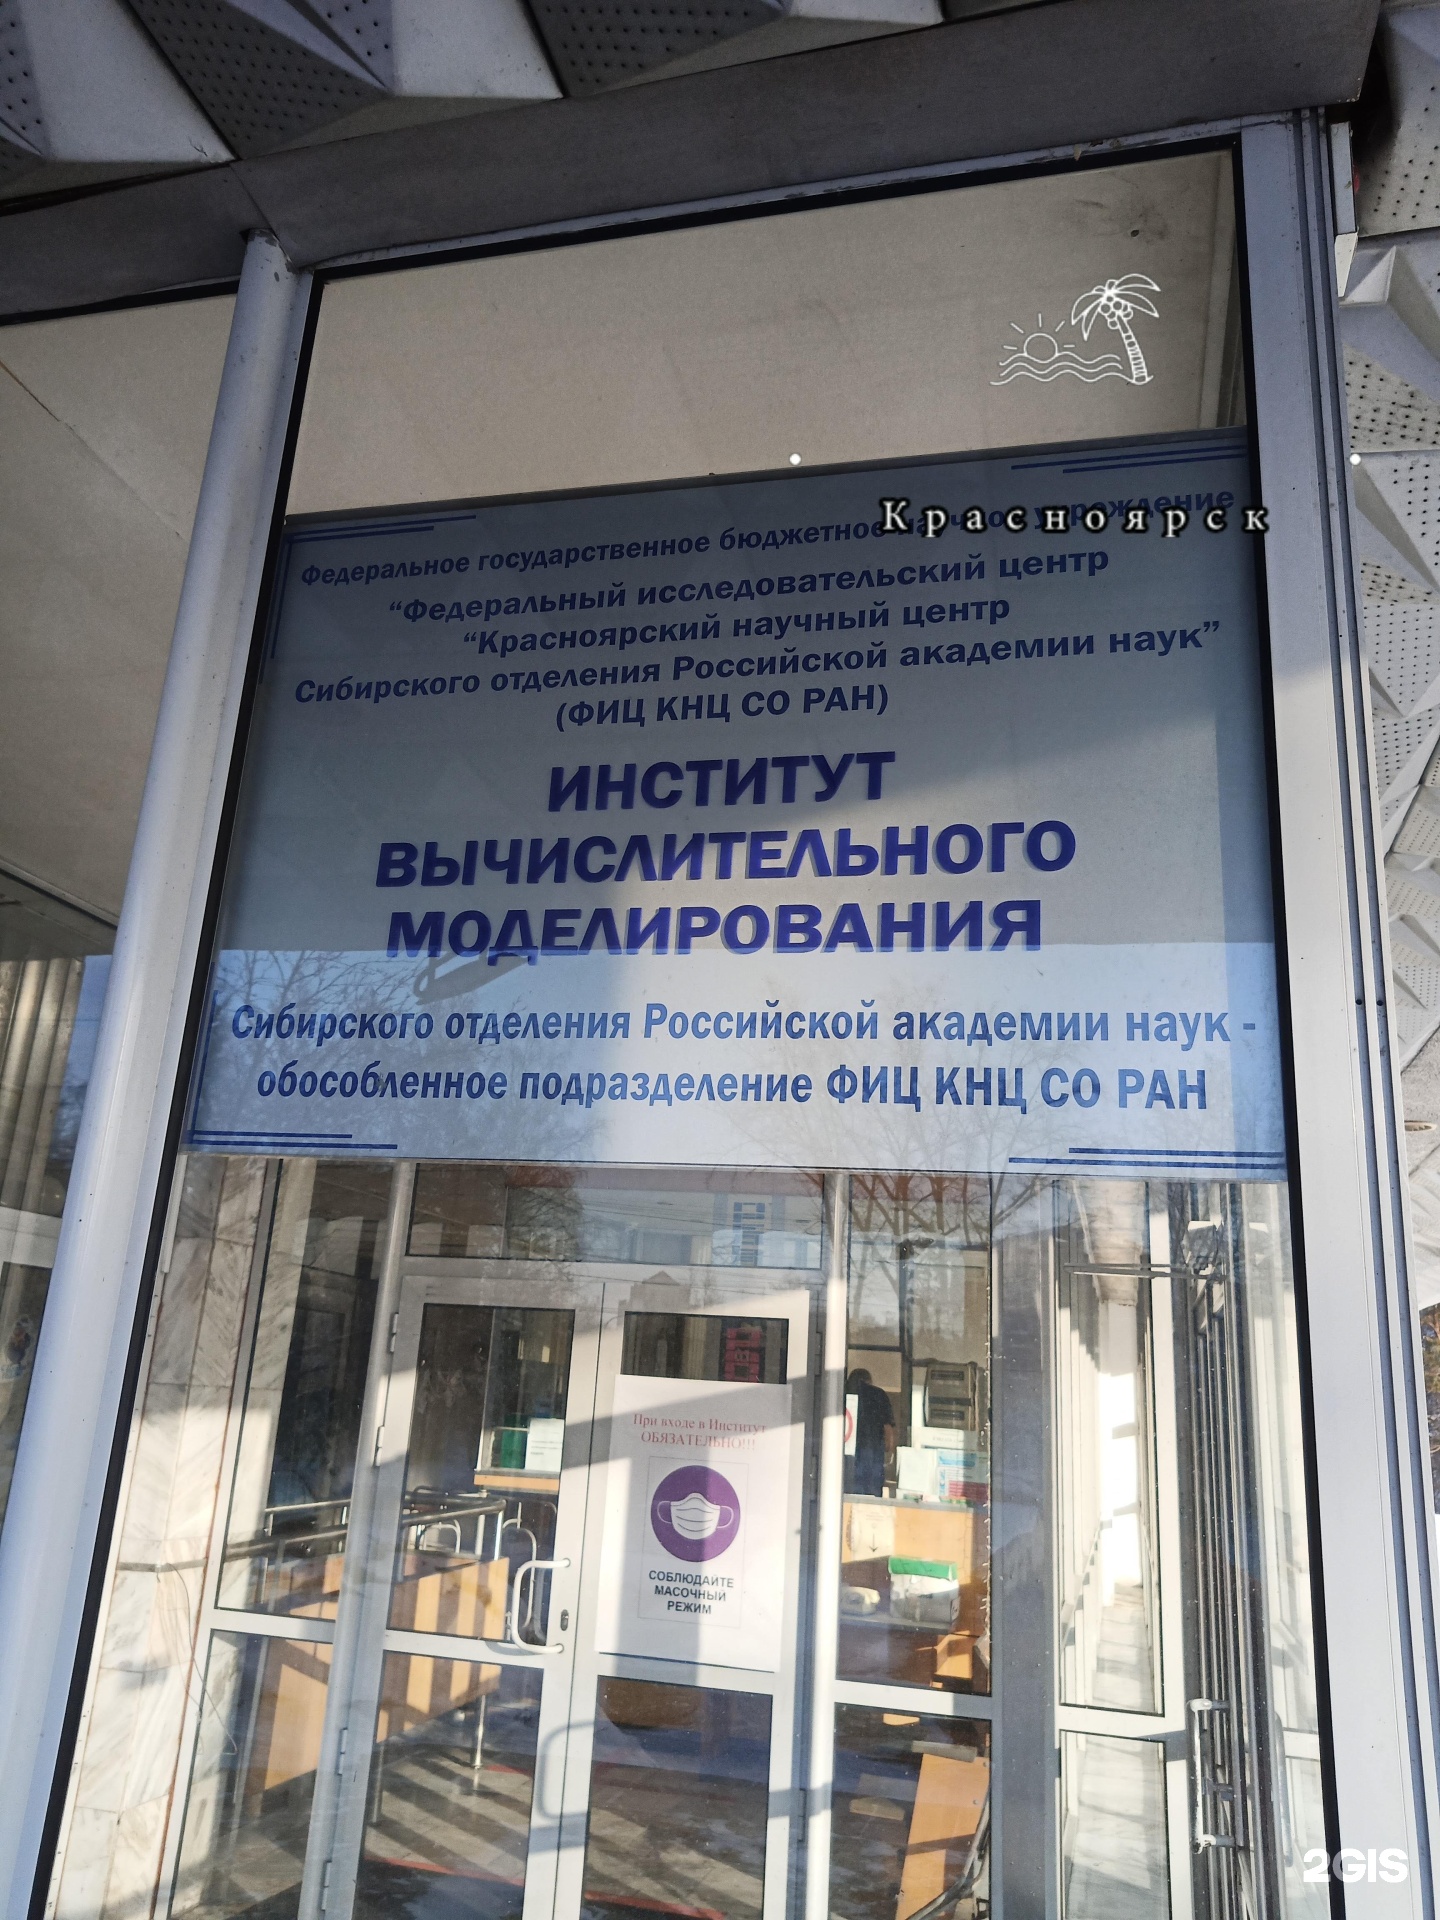 Красноярск
Федеральное государственное бюджетное научное учреждение
“Федеральный исследовательский центр
“Красноярский научный центр
Сибирского отделения Российской академии наук”
(ФИЦ КНЦ СО РАН)
ИНСТИТУТ
ВЫЧИСЛИТЕЛЬНОГО
МОДЕЛИРОВАНИЯ
Сибирского отделения Российской академии наук -
обособленное подразделение ФИЦ КНЦ СО РАН
При входе в Институт
ОБЯЗАТЕЛЬНО!!!
СОБЛЮДАЙТЕ
МАСОЧНЫЙ
РЕЖИМ
2GIS